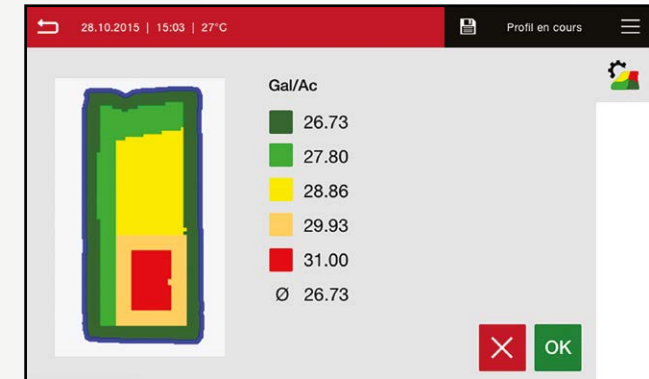 28.10.2015 | 15:03 | 27°C
Profil en cours
Gal/Ac
26.73
27.80
28.86
29.93
31.00
Ø 26.73
OK